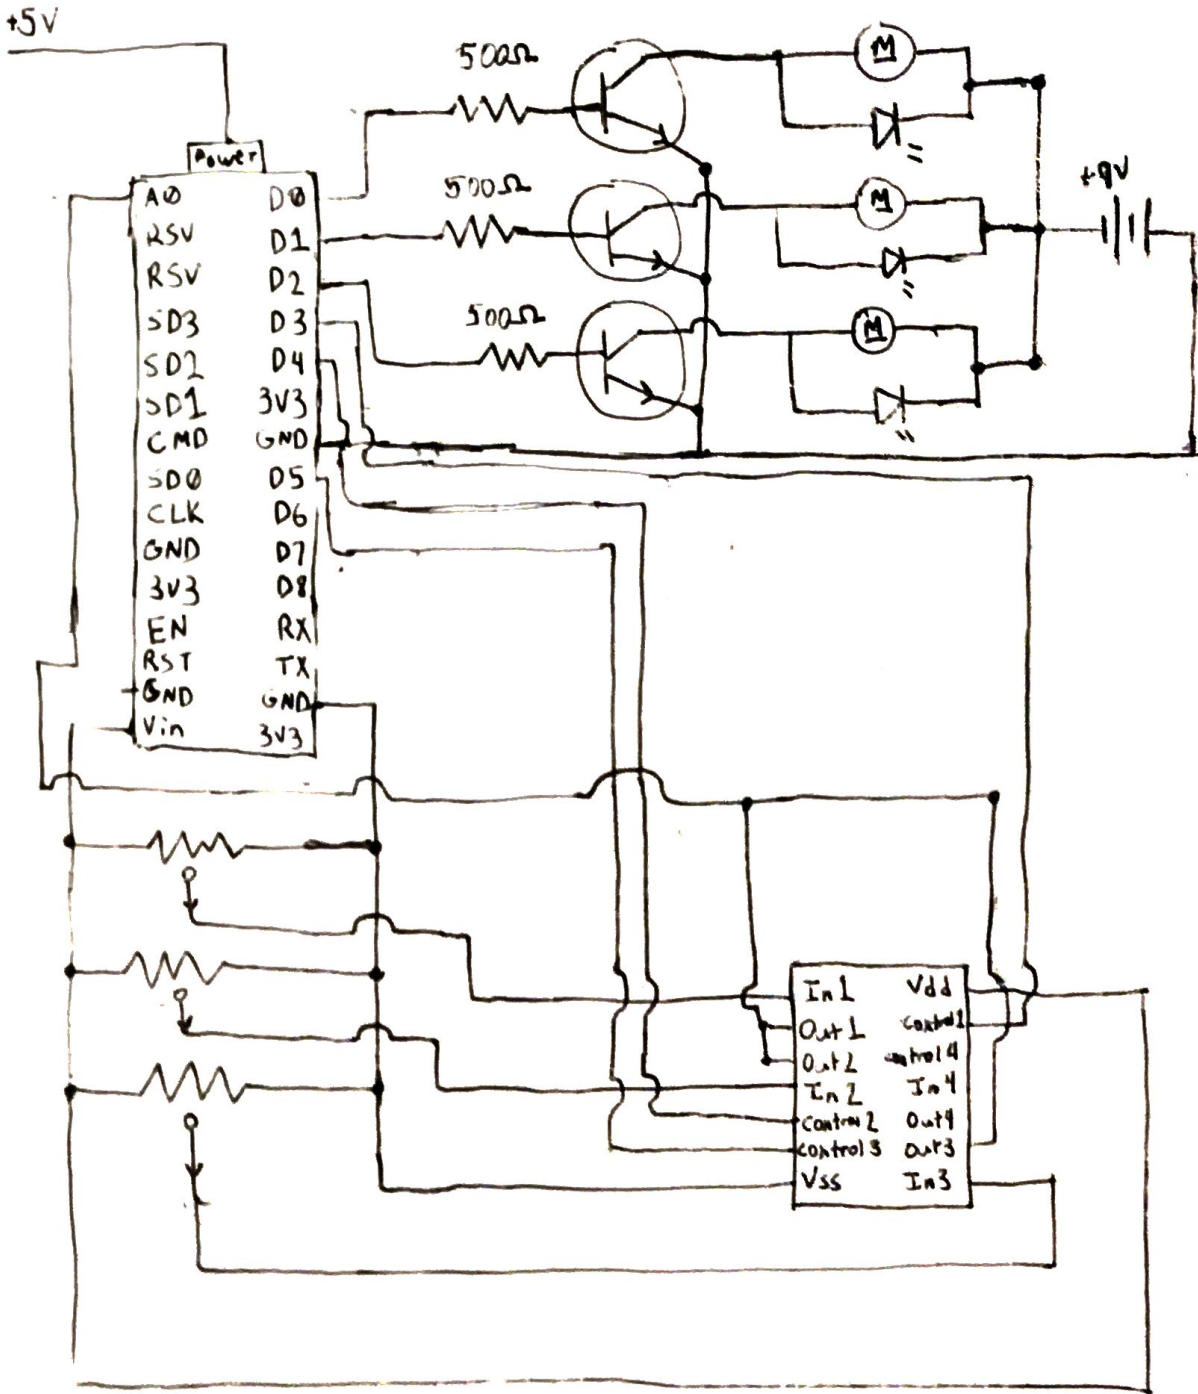 +5V
Power
500Ω
M
500Ω
M
+9V
500Ω
M
A0 D0
RSV D1
RSV D2
SD3 D3
SD2 D4
SD1 3V3
CMD GND
SD0 D5
CLK D6
GND D7
3V3 D8
EN RX
RST TX
GND GND
Vin 3V3
In1 Vdd
Out1 control1
Out2 control4
In2 In4
control2 Out4
control3 Out3
Vss In3